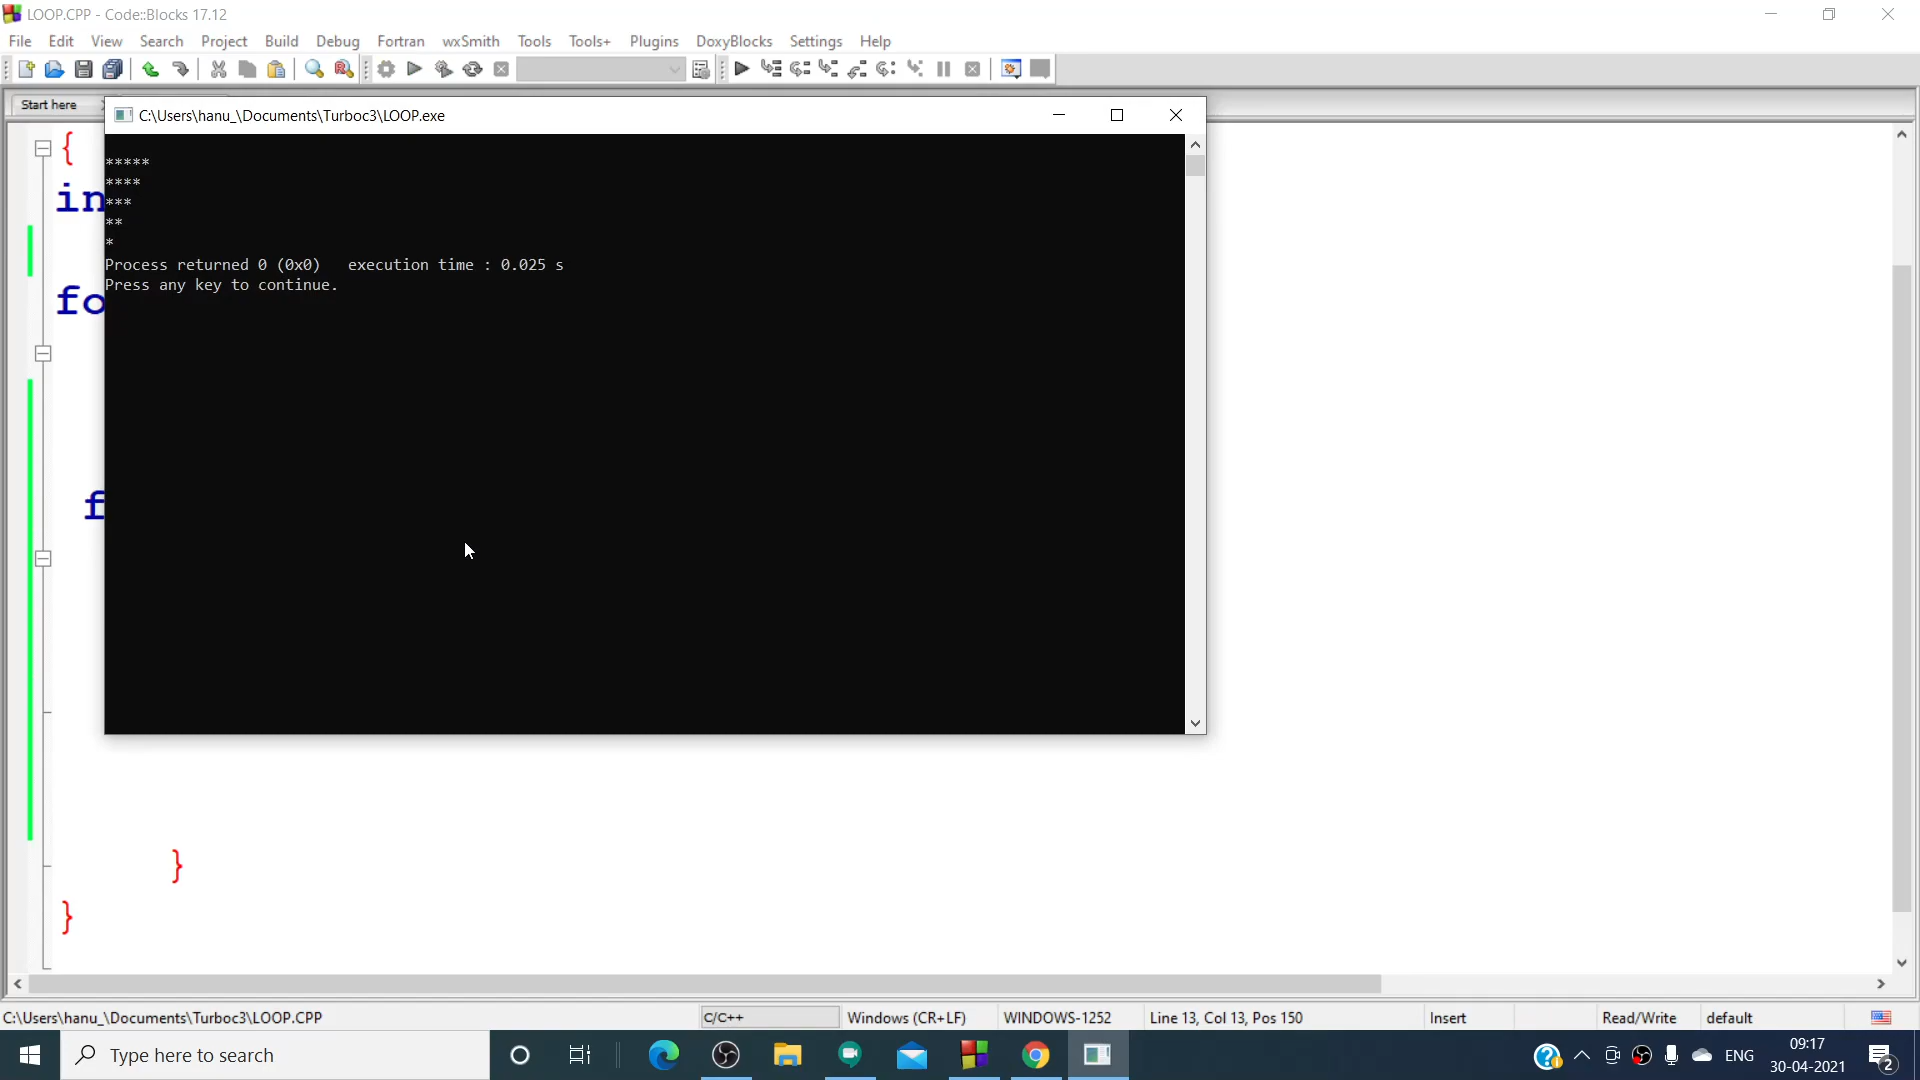 LOOP.CPP - Code::Blocks 17.12
File Edit View Search Project Build Debug Fortran wxSmith Tools Tools+ Plugins DoxyBlocks Settings Help
Start here
C:\Users\hanu_\Documents\Turboc3\LOOP.exe
{
*****
****
in
***
**
*
Process returned 0 (0x0)   execution time : 0.025 s
Press any key to continue.
fo
f
}
}
C:\Users\hanu_\Documents\Turboc3\LOOP.CPP C/C++ Windows (CR+LF) WINDOWS-1252 Line 13, Col 13, Pos 150 Insert Read/Write default
Type here to search
ENG
09:17
30-04-2021
2